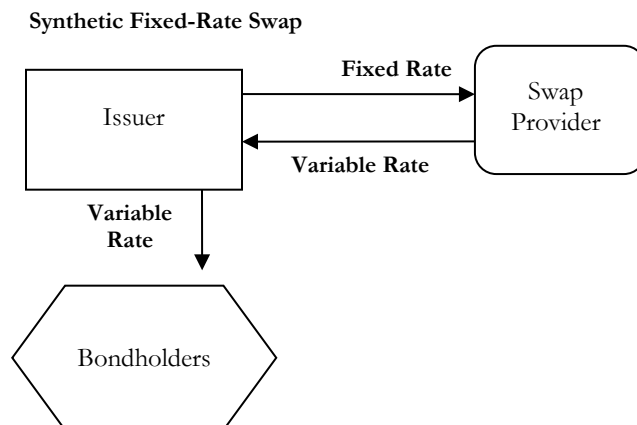 Synthetic Fixed-Rate Swap
Fixed Rate
Issuer
Swap
Provider
Variable Rate
Variable
Rate
Bondholders